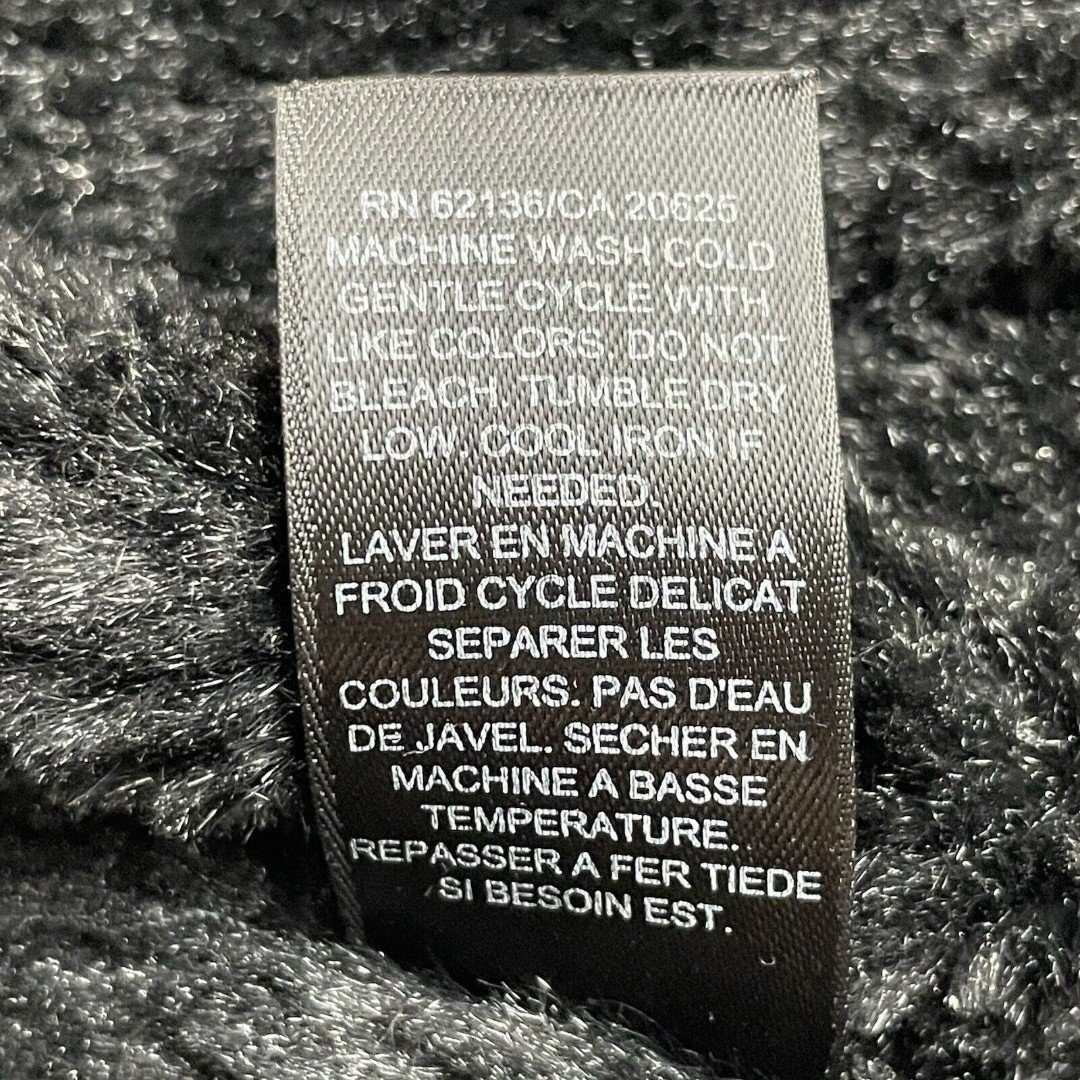 RN 62136/CA 20625
MACHINE WASH COLD
GENTLE CYCLE WITH
LIKE COLORS. DO NOT
BLEACH. TUMBLE DRY
LOW. COOL IRON IF
NEEDED.
LAVER EN MACHINE A
FROID CYCLE DELICAT
SEPARER LES
COULEURS. PAS D'EAU
DE JAVEL. SECHER EN
MACHINE A BASSE
TEMPERATURE.
REPASSER A FER TIEDE
SI BESOIN EST.